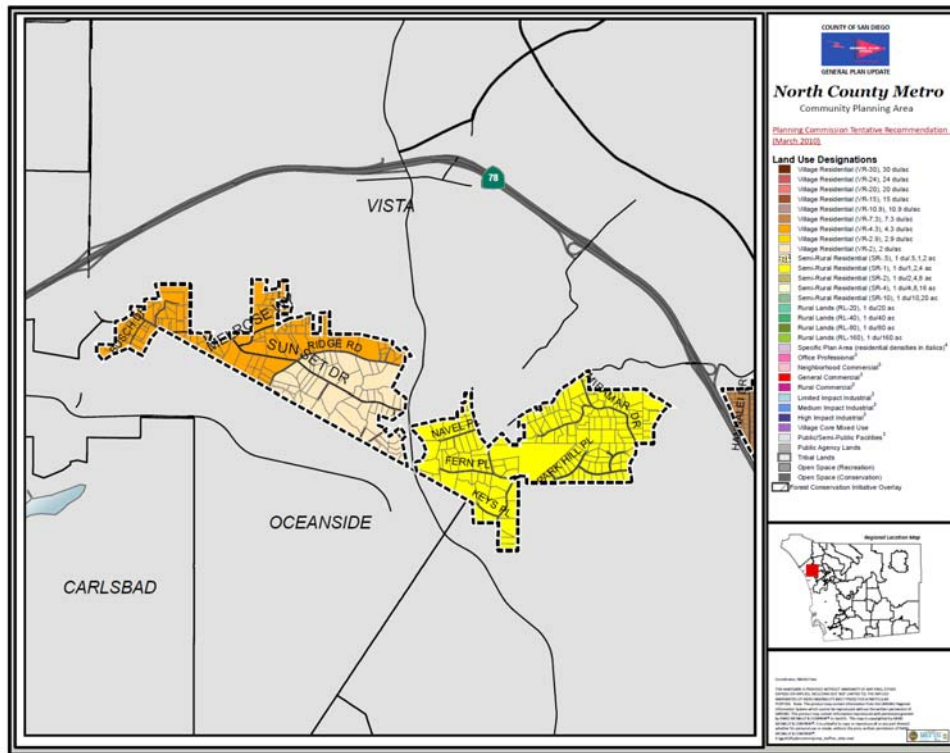 COUNTY OF SAN DIEGO
GENERAL PLAN UPDATE
North County Metro
Community Planning Area
Planning Commission Tentative Recommendation
(March 2010)
Land Use Designations
Village Residential (VR-30), 30 du/ac
Village Residential (VR-24), 24 du/ac
Village Residential (VR-20), 20 du/ac
Village Residential (VR-15), 15 du/ac
Village Residential (VR-10.9), 10.9 du/ac
Village Residential (VR-7.3), 7.3 du/ac
Village Residential (VR-4.3), 4.3 du/ac
Village Residential (VR-2.9), 2.9 du/ac
Village Residential (VR-2), 2 du/ac
Semi-Rural Residential (SR-.5), 1 du/.5,1,2
Semi-Rural Residential (SR-1), 1 du/1,2,4 ac
Semi-Rural Residential (SR-2), 1 du/2,4,8 ac
Semi-Rural Residential (SR-4), 1 du/4,8,16 ac
Semi-Rural Residential (SR-10), 1 du/10,20 ac
Rural Lands (RL-20), 1 du/20 ac
Rural Lands (RL-40), 1 du/40 ac
Rural Lands (RL-80), 1 du/80 ac
Rural Lands (RL-160), 1 du/160 ac
Specific Plan Area (residential densities in italics)
Office Professional
Neighborhood Commercial
General Commercial
Rural Commercial
Limited Impact Industrial
Medium Impact Industrial
High Impact Industrial
Village Core Mixed Use
Public/Semi-Public Facilities
Public Agency Lands
Tribal Lands
Open Space (Recreation)
Open Space (Conservation)
Forest Conservation Initiative Overlay
Regional Location Map
78
VISTA
MELROSE
RIDGE RD
SUNSET DR
NAVEL PL
FERN PL
KEYS PL
PARK HILL PL
DR
OCEANSIDE
CARLSBAD